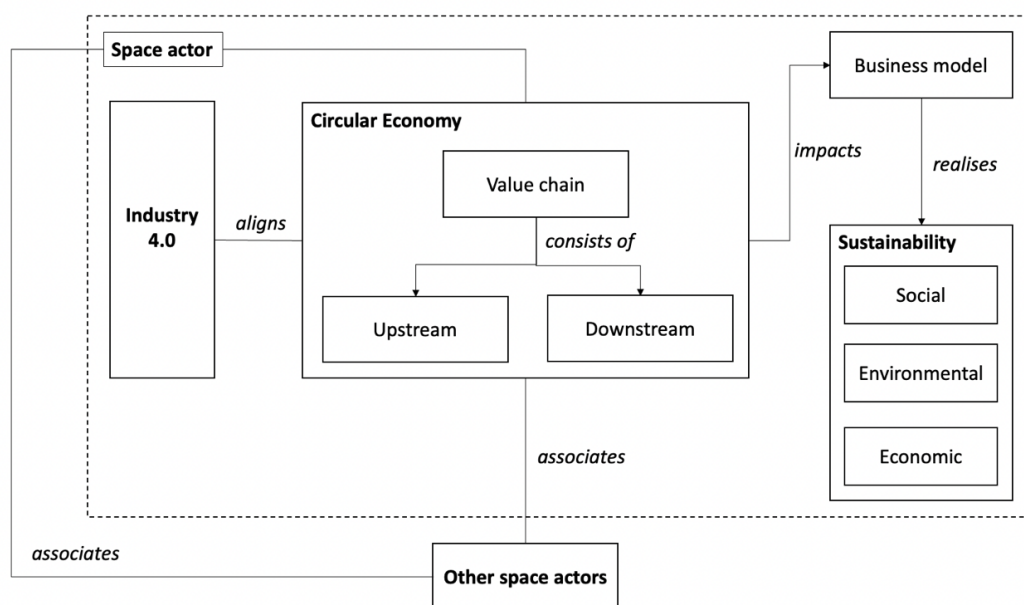 Space actor
Business model
Circular Economy
impacts
Value chain
realises
Industry
4.0
aligns
consists of
Sustainability
Social
Upstream
Downstream
Environmental
Economic
associates
associates
Other space actors